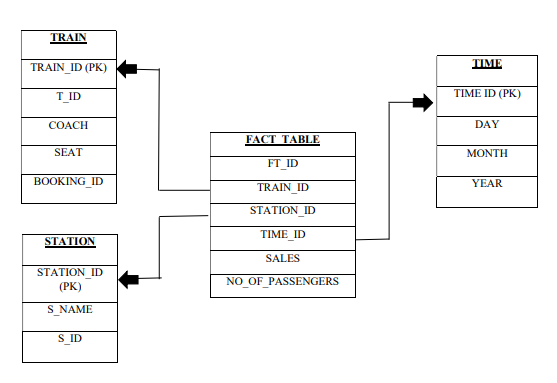 TRAIN
TRAIN_ID (PK)
T_ID
COACH
SEAT
BOOKING_ID
STATION
STATION_ID
(PK)
S_NAME
S_ID
FACT_TABLE
FT_ID
TRAIN_ID
STATION_ID
TIME_ID
SALES
NO_OF_PASSENGERS
TIME
TIME ID (PK)
DAY
MONTH
YEAR